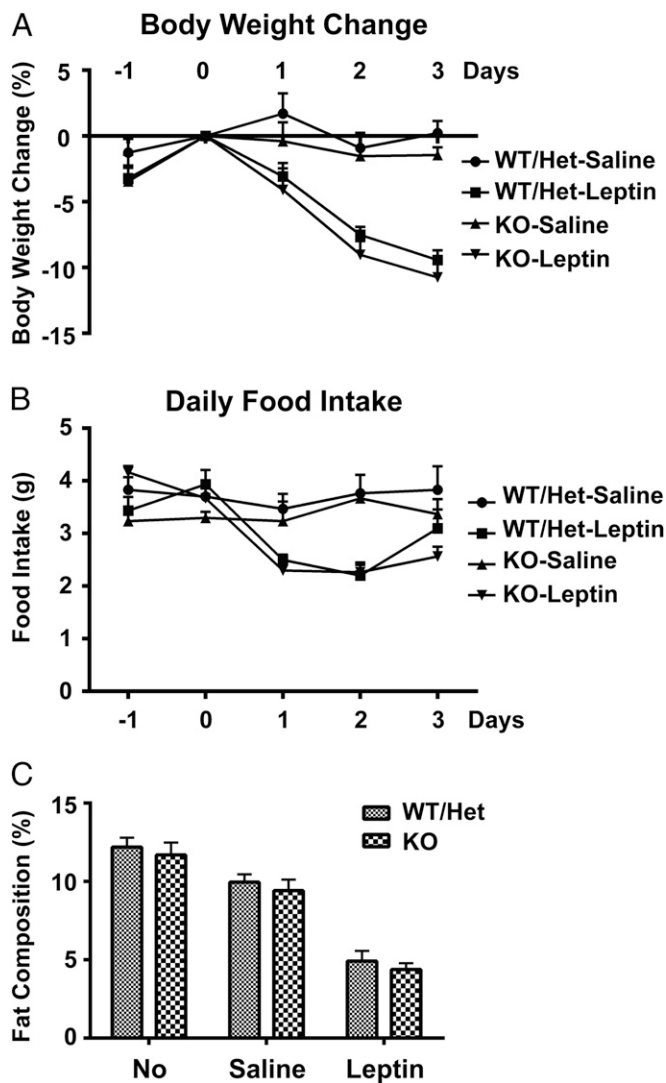 A
Body Weight Change
Body Weight Change (%)
5
0
-5
-10
-15
-1 0 1 2 3 Days
WT/Het-Saline
WT/Het-Leptin
KO-Saline
KO-Leptin
B
Daily Food Intake
Food Intake (g)
5
4
3
2
1
0
-1 0 1 2 3 Days
WT/Het-Saline
WT/Het-Leptin
KO-Saline
KO-Leptin
C
Fat Composition (%)
15
10
5
0
WT/Het
KO
No Saline Leptin